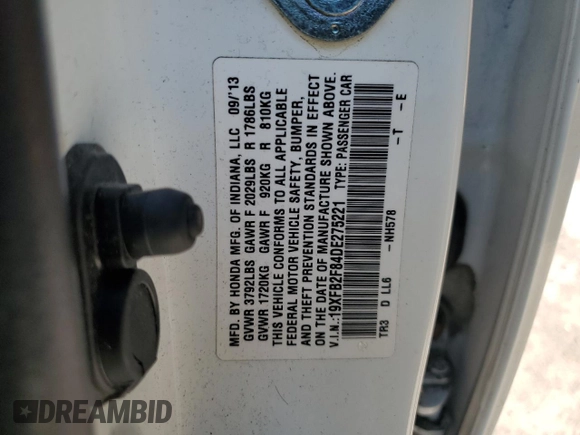 MFD. BY HONDA MFG. OF INDIANA, LLC 09/'13
GVWR 3792LBS GAWR F 2029LBS R 1786LBS
GVWR 1720KG GAWR F 920KG R 810KG
THIS VEHICLE CONFORMS TO ALL APPLICABLE
FEDERAL MOTOR VEHICLE SAFETY, BUMPER,
AND THEFT PREVENTION STANDARDS IN EFFECT
ON THE DATE OF MANUFACTURE SHOWN ABOVE.
V.I.N.:19XFB2F84DE275221 TYPE: PASSENGER CAR
TR3 D LL6 -NH578 -T -E
DREAMBID